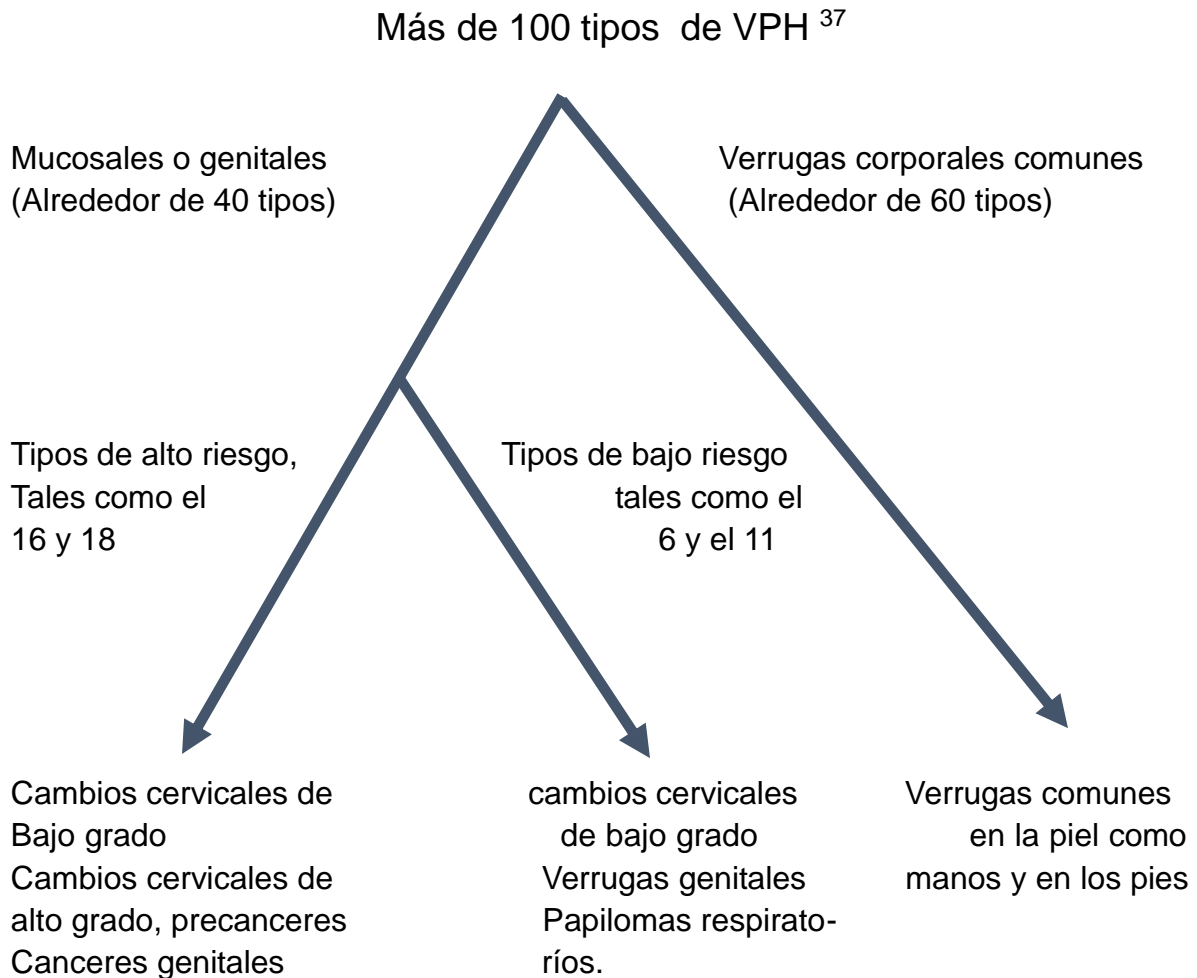 Más de 100 tipos de VPH 37
Mucosales o genitales
(Alrededor de 40 tipos)
Verrugas corporales comunes
(Alrededor de 60 tipos)
Tipos de alto riesgo,
Tales como el
16 y 18
Tipos de bajo riesgo
tales como el
6 y el 11
Cambios cervicales de
Bajo grado
Cambios cervicales de
alto grado, precanceres
Canceres genitales
cambios cervicales
de bajo grado
Verrugas genitales
Papilomas respirato-
ríos.
Verrugas comunes
en la piel como
manos y en los pies